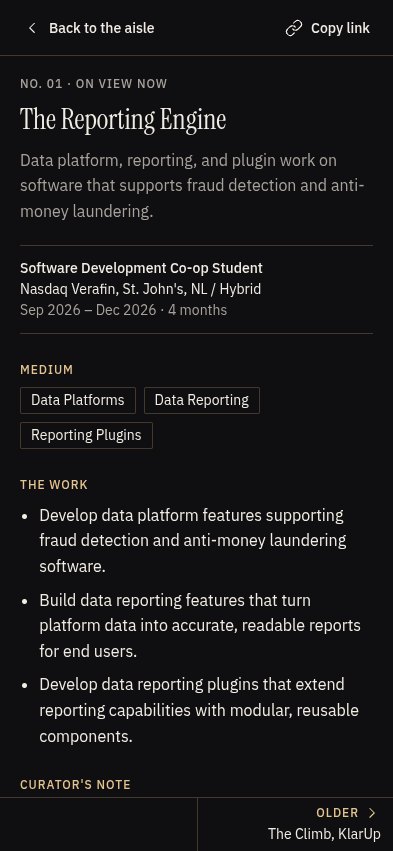 Back to the aisle
Copy link
NO. 01 · ON VIEW NOW
The Reporting Engine
Data platform, reporting, and plugin work on
software that supports fraud detection and anti-
money laundering.
Software Development Co-op Student
Nasdaq Verafin, St. John's, NL / Hybrid
Sep 2026 – Dec 2026 · 4 months
MEDIUM
Data Platforms
Data Reporting
Reporting Plugins
THE WORK
• Develop data platform features supporting
fraud detection and anti-money laundering
software.
• Build data reporting features that turn
platform data into accurate, readable reports
for end users.
• Develop data reporting plugins that extend
reporting capabilities with modular, reusable
components.
CURATOR'S NOTE
OLDER
The Climb, KlarUp